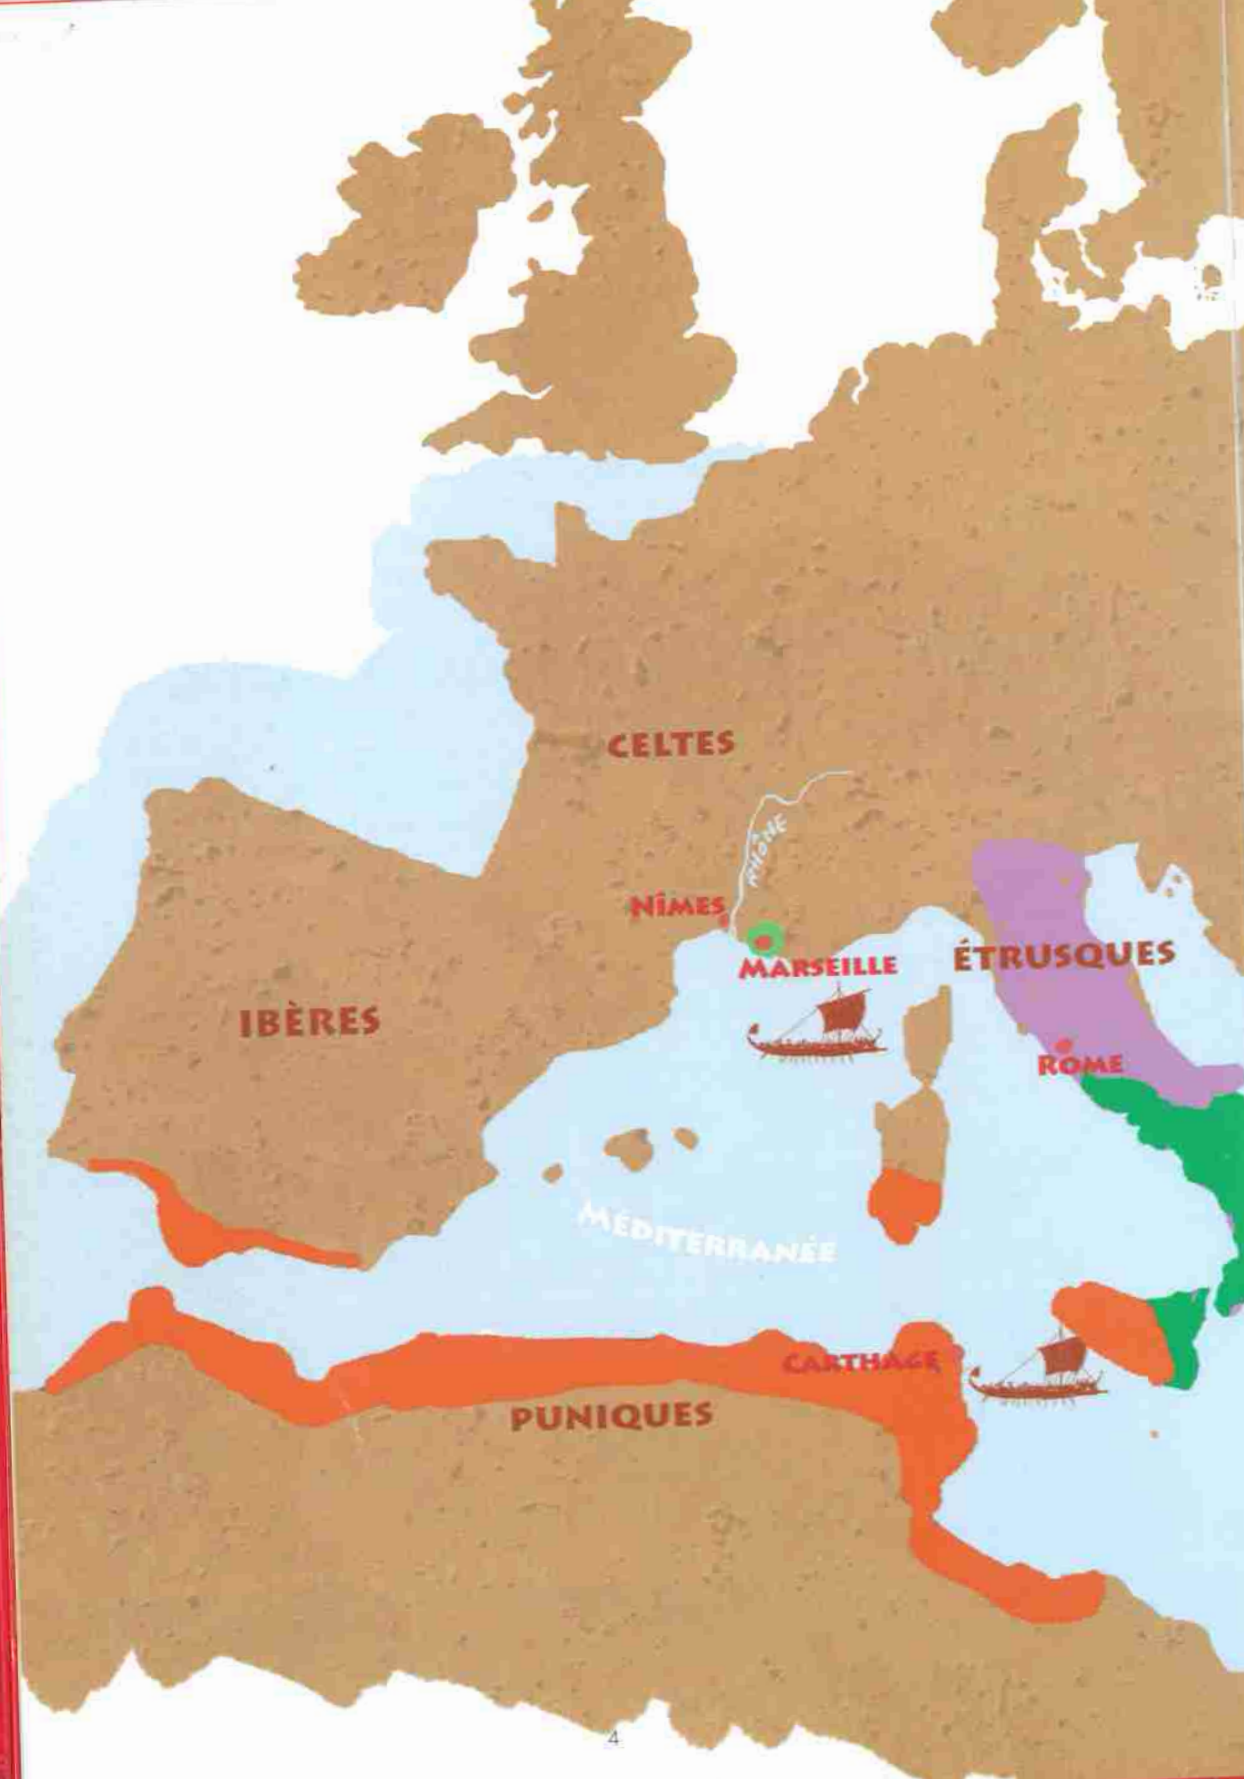 CELTES
RHÔNE
NÎMES
MARSEILLE
ÉTRUSQUES
IBÈRES
ROME
MÉDITERRANÉE
CARTHAGE
PUNIQUES
4